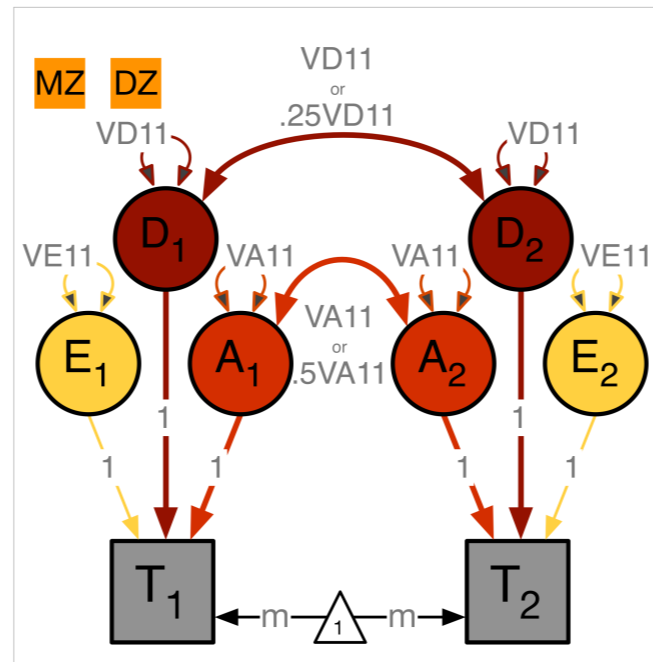 VD11
or
.25VD11
MZ DZ
VD11 VD11
D1 D2
VE11 VA11 VA11 VE11
VA11
or
.5VA11
E1 A1 A2 E2
1 1
1 1 1 1
T1 T2
m 1 m